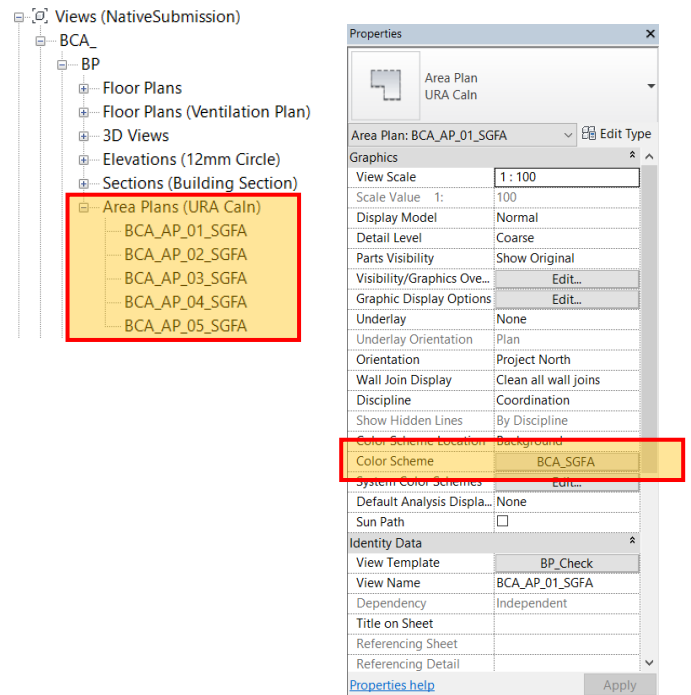 Views (NativeSubmission)
BCA_
BP
Floor Plans
Floor Plans (Ventilation Plan)
3D Views
Elevations (12mm Circle)
Sections (Building Section)
Area Plans (URA Caln)
BCA_AP_01_SGFA
BCA_AP_02_SGFA
BCA_AP_03_SGFA
BCA_AP_04_SGFA
BCA_AP_05_SGFA
Properties
Area Plan
URA Caln
Area Plan: BCA_AP_01_SGFA Edit Type
Graphics
View Scale 1 : 100
Scale Value 1: 100
Display Model Normal
Detail Level Coarse
Parts Visibility Show Original
Visibility/Graphics Ove... Edit...
Graphic Display Options Edit...
Underlay None
Underlay Orientation Plan
Orientation Project North
Wall Join Display Clean all wall joins
Discipline Coordination
Show Hidden Lines By Discipline
Color Scheme Location Background
Color Scheme BCA_SGFA
System Color Schemes Edit...
Default Analysis Displa... None
Sun Path
Identity Data
View Template BP_Check
View Name BCA_AP_01_SGFA
Dependency Independent
Title on Sheet
Referencing Sheet
Referencing Detail
Properties help Apply